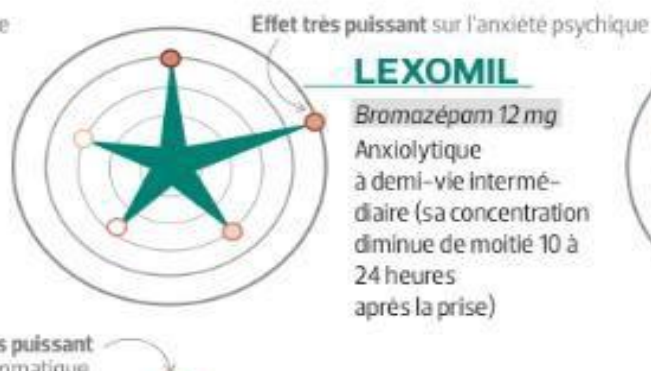 e
Effet très puissant sur l'anxiété psychique
LEXOMIL
Bromazépam 12 mg
Anxiolytique
à demi-vie intermé-
diaire (sa concentration
diminue de moitié 10 à
24 heures
après la prise)
s puissant
omatique